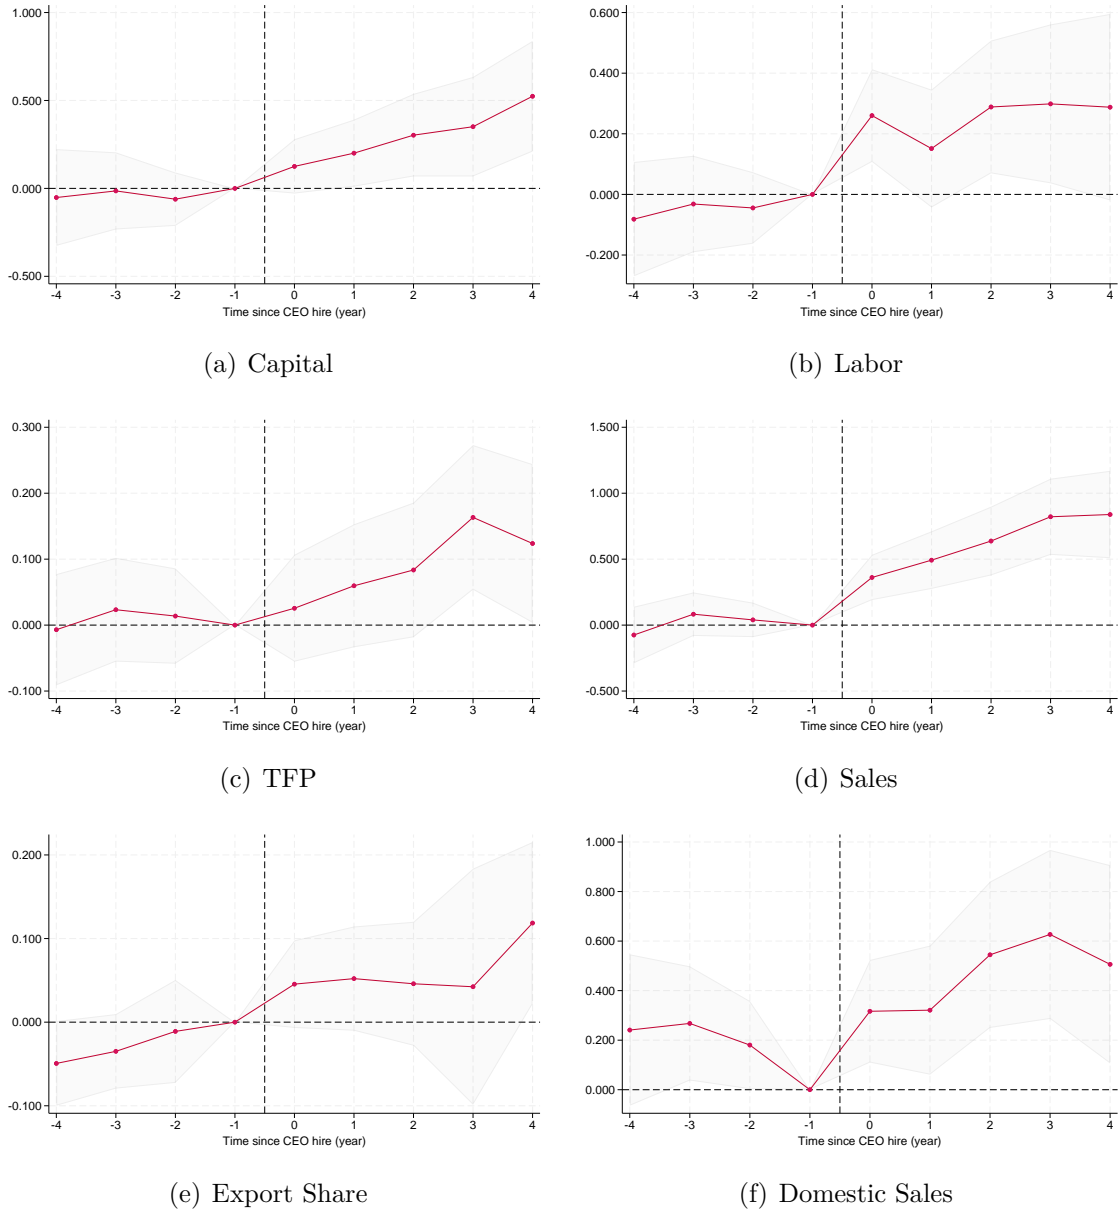 1.000
0.500
0.000
-0.500
-4 -3 -2 -1 0 1 2 3 4
Time since CEO hire (year)
(a) Capital
0.600
0.400
0.200
0.000
-0.200
-4 -3 -2 -1 0 1 2 3 4
Time since CEO hire (year)
(b) Labor
0.300
0.200
0.100
0.000
-0.100
-4 -3 -2 -1 0 1 2 3 4
Time since CEO hire (year)
(c) TFP
1.500
1.000
0.500
0.000
-0.500
-4 -3 -2 -1 0 1 2 3 4
Time since CEO hire (year)
(d) Sales
0.200
0.100
0.000
-0.100
-4 -3 -2 -1 0 1 2 3 4
Time since CEO hire (year)
(e) Export Share
1.000
0.800
0.600
0.400
0.200
0.000
-4 -3 -2 -1 0 1 2 3 4
Time since CEO hire (year)
(f) Domestic Sales